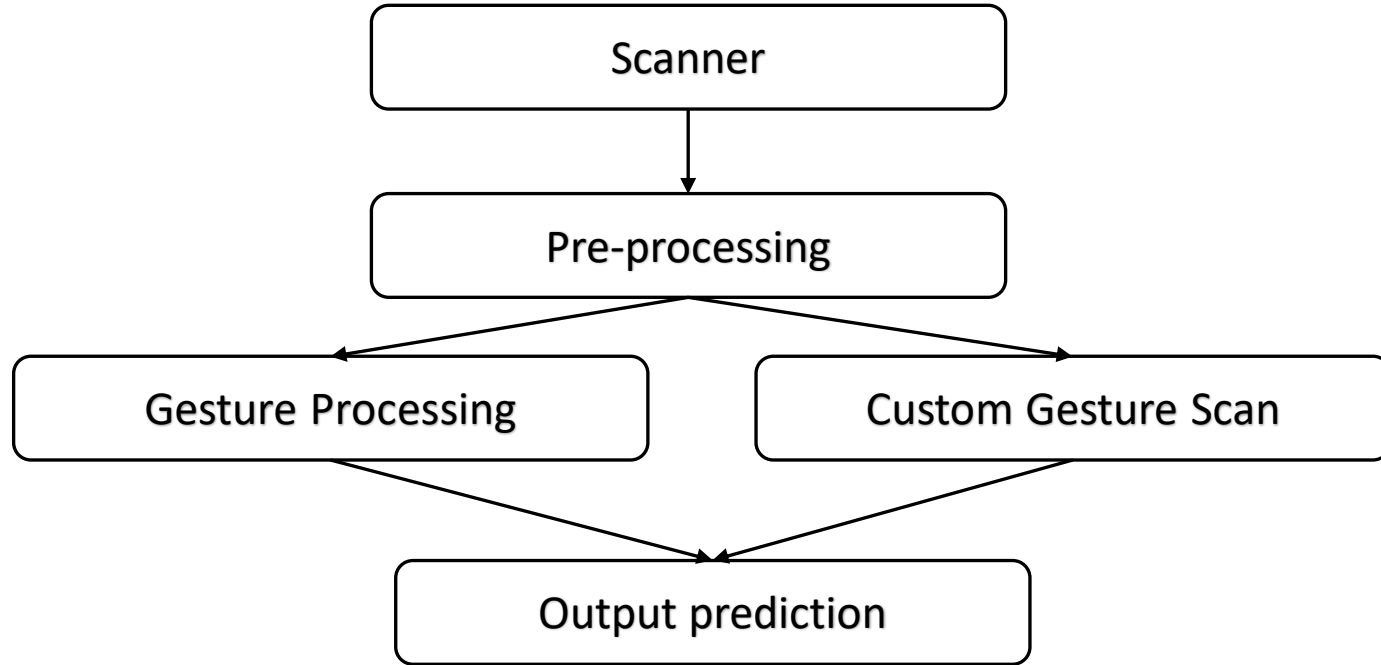 Scanner
Pre-processing
Gesture Processing
Custom Gesture Scan
Output prediction